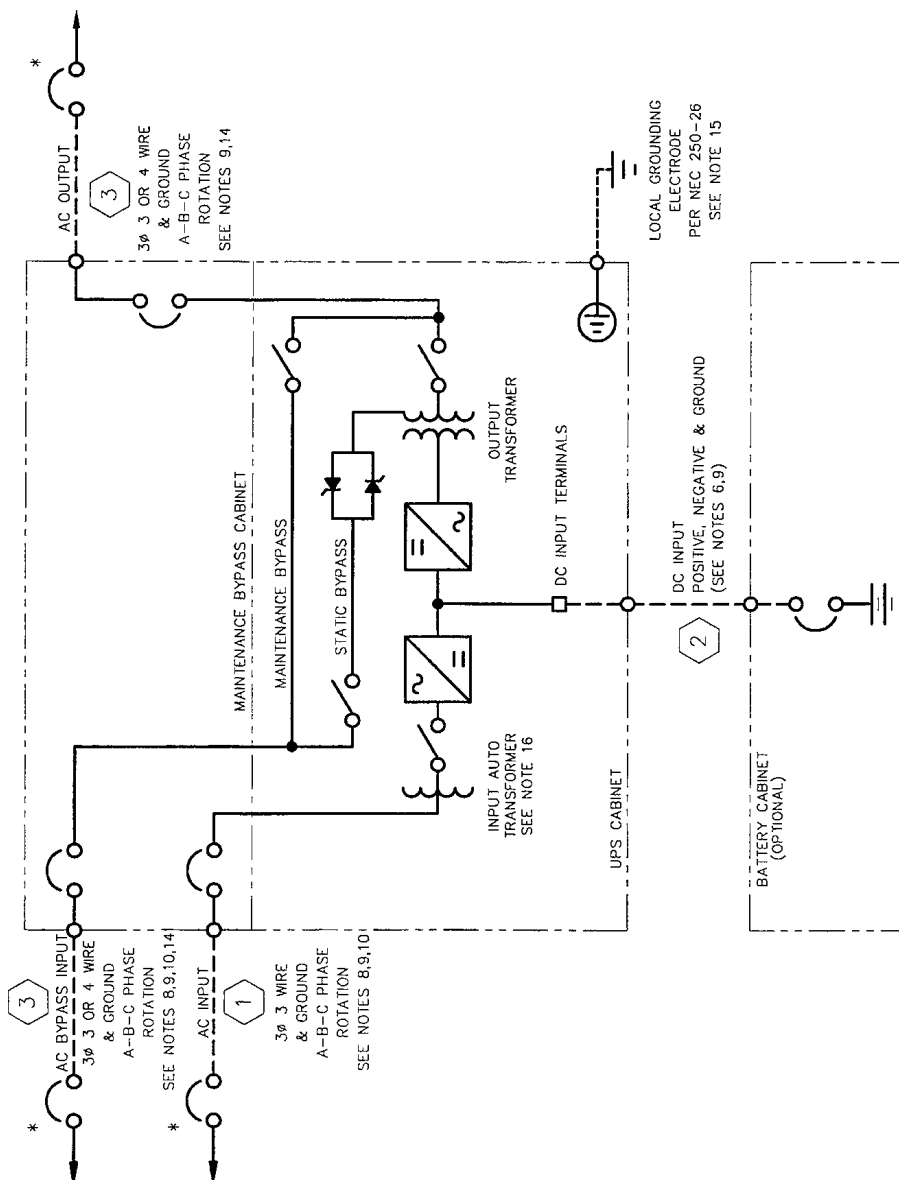 *
3
AC BYPASS INPUT
3ø 3 OR 4 WIRE
& GROUND
A-B-C PHASE
ROTATION
SEE NOTES 8,9,10,14
*
AC INPUT
1
3ø 3 WIRE
& GROUND
A-B-C PHASE
ROTATION
SEE NOTES 8,9,10
MAINTENANCE BYPASS CABINET
MAINTENANCE BYPASS
STATIC BYPASS
INPUT AUTO
TRANSFORMER
SEE NOTE 16
OUTPUT
TRANSFORMER
DC INPUT TERMINALS
UPS CABINET
*
AC OUTPUT
3
3ø 3 OR 4 WIRE
& GROUND
A-B-C PHASE
ROTATION
SEE NOTES 9,14
LOCAL GROUNDING
ELECTRODE
PER NEC 250-26
SEE NOTE 15
2
DC INPUT
POSITIVE, NEGATIVE & GROUND
(SEE NOTES 6,9)
BATTERY CABINET
(OPTIONAL)